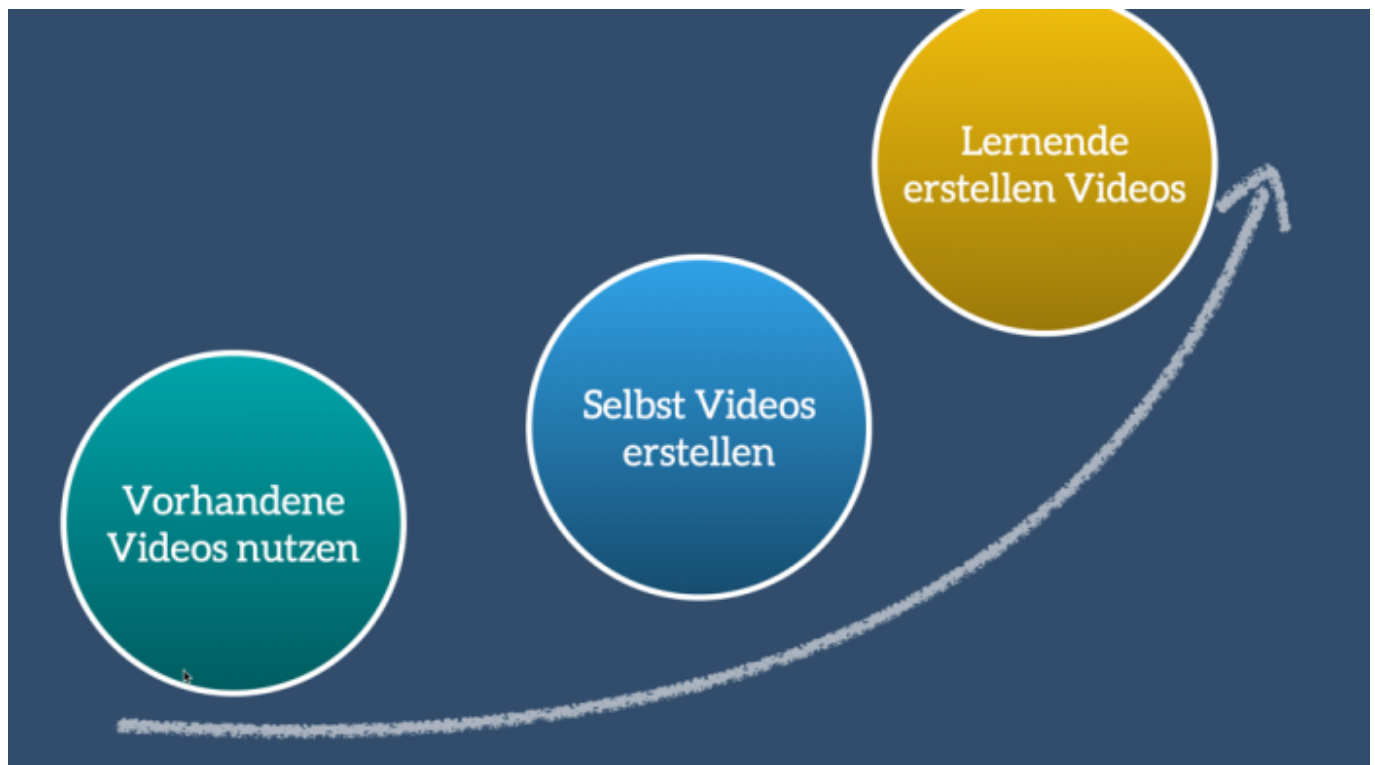 Vorhandene
Videos nutzen
Selbst Videos
erstellen
Lernende
erstellen Videos